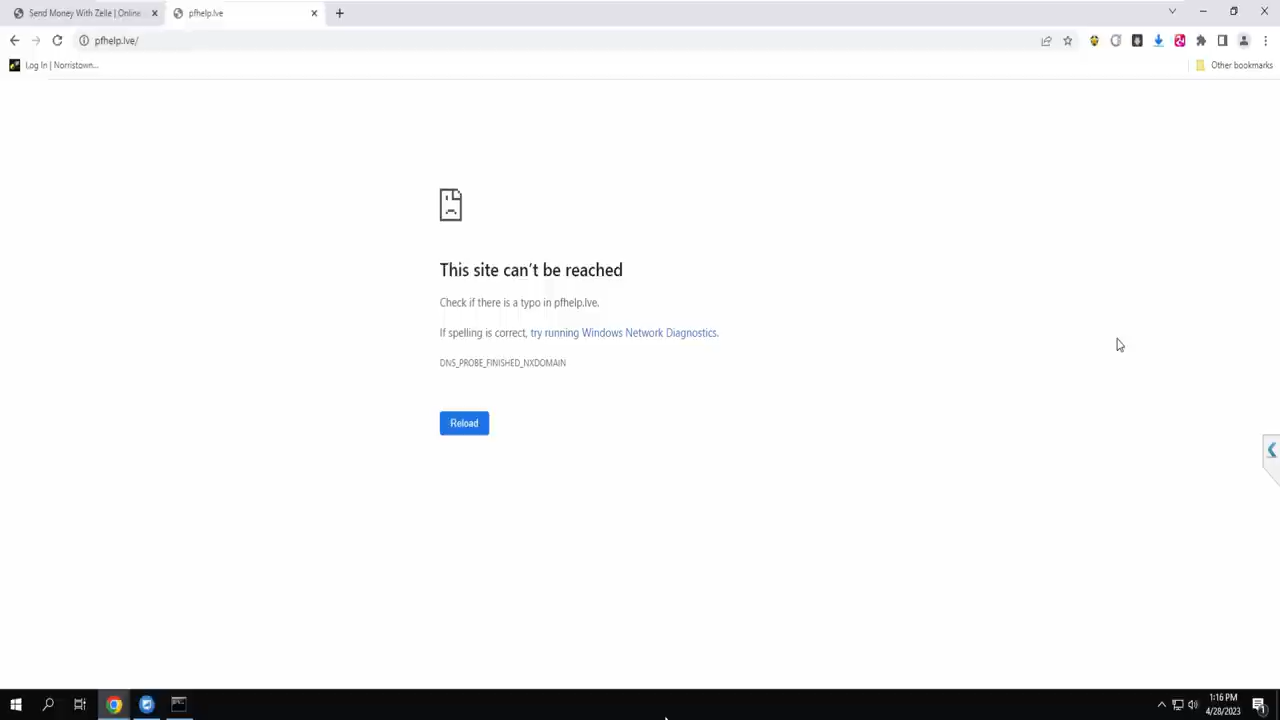 Send Money With Zelle | Online
pfhelp.lve
pfhelp.lve/
Log In | Norristown...
Other bookmarks
This site can't be reached
Check if there is a typo in pfhelp.lve.
If spelling is correct, try running Windows Network Diagnostics.
DNS_PROBE_FINISHED_NXDOMAIN
Reload
1:16 PM
4/28/2023